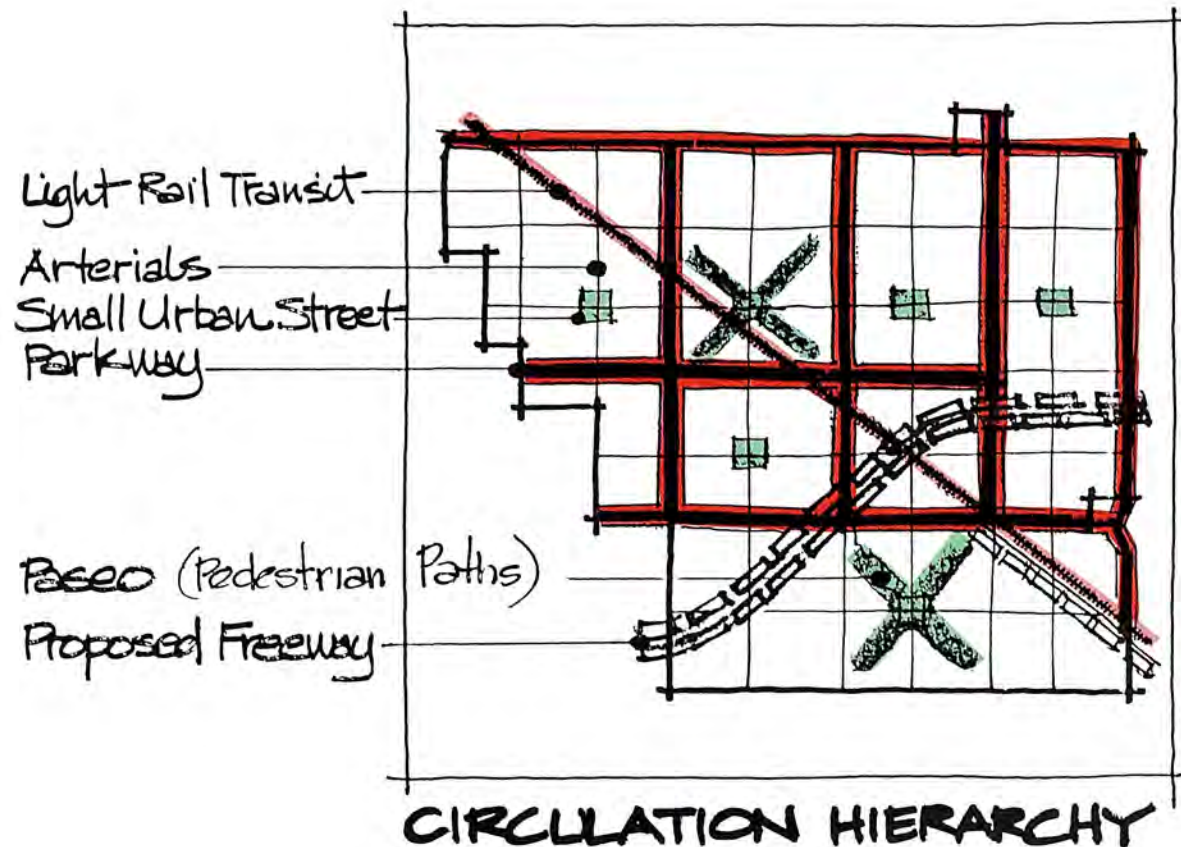 Light Rail Transit
Arterials
Small Urban Street
Parkway
Paseo (Pedestrian Paths)
Proposed Freeway
CIRCULATION HIERARCHY